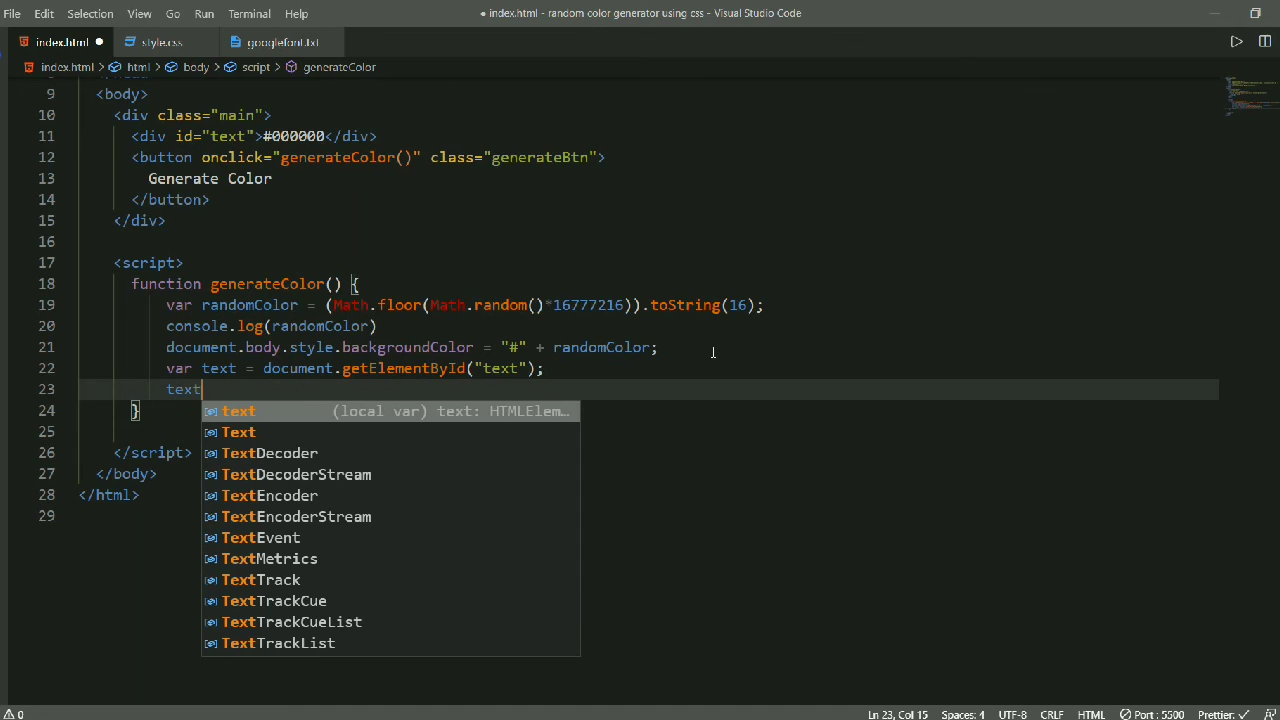 File Edit Selection View Go Run Terminal Help ● index.html - random color generator using css - Visual Studio Code
index.html ● style.css googlefont.txt
index.html > html > body > script > generateColor
9 <body>
10 <div class="main">
11 <div id="text">#000000</div>
12 <button onclick="generateColor()" class="generateBtn">
13 Generate Color
14 </button>
15 </div>
16
17 <script>
18 function generateColor() {
19 var randomColor = (Math.floor(Math.random()*16777216)).toString(16);
20 console.log(randomColor)
21 document.body.style.backgroundColor = "#" + randomColor;
22 var text = document.getElementById("text");
23 text
24 }
text (local var) text: HTMLElem…
Text
25
26 </script>
TextDecoder
27 </body>
TextDecoderStream
28 </html>
TextEncoder
29
TextEncoderStream
TextEvent
TextMetrics
TextTrack
TextTrackCue
TextTrackCueList
TextTrackList
0 Ln 23, Col 15 Spaces: 4 UTF-8 CRLF HTML Port : 5500 Prettier: ✓